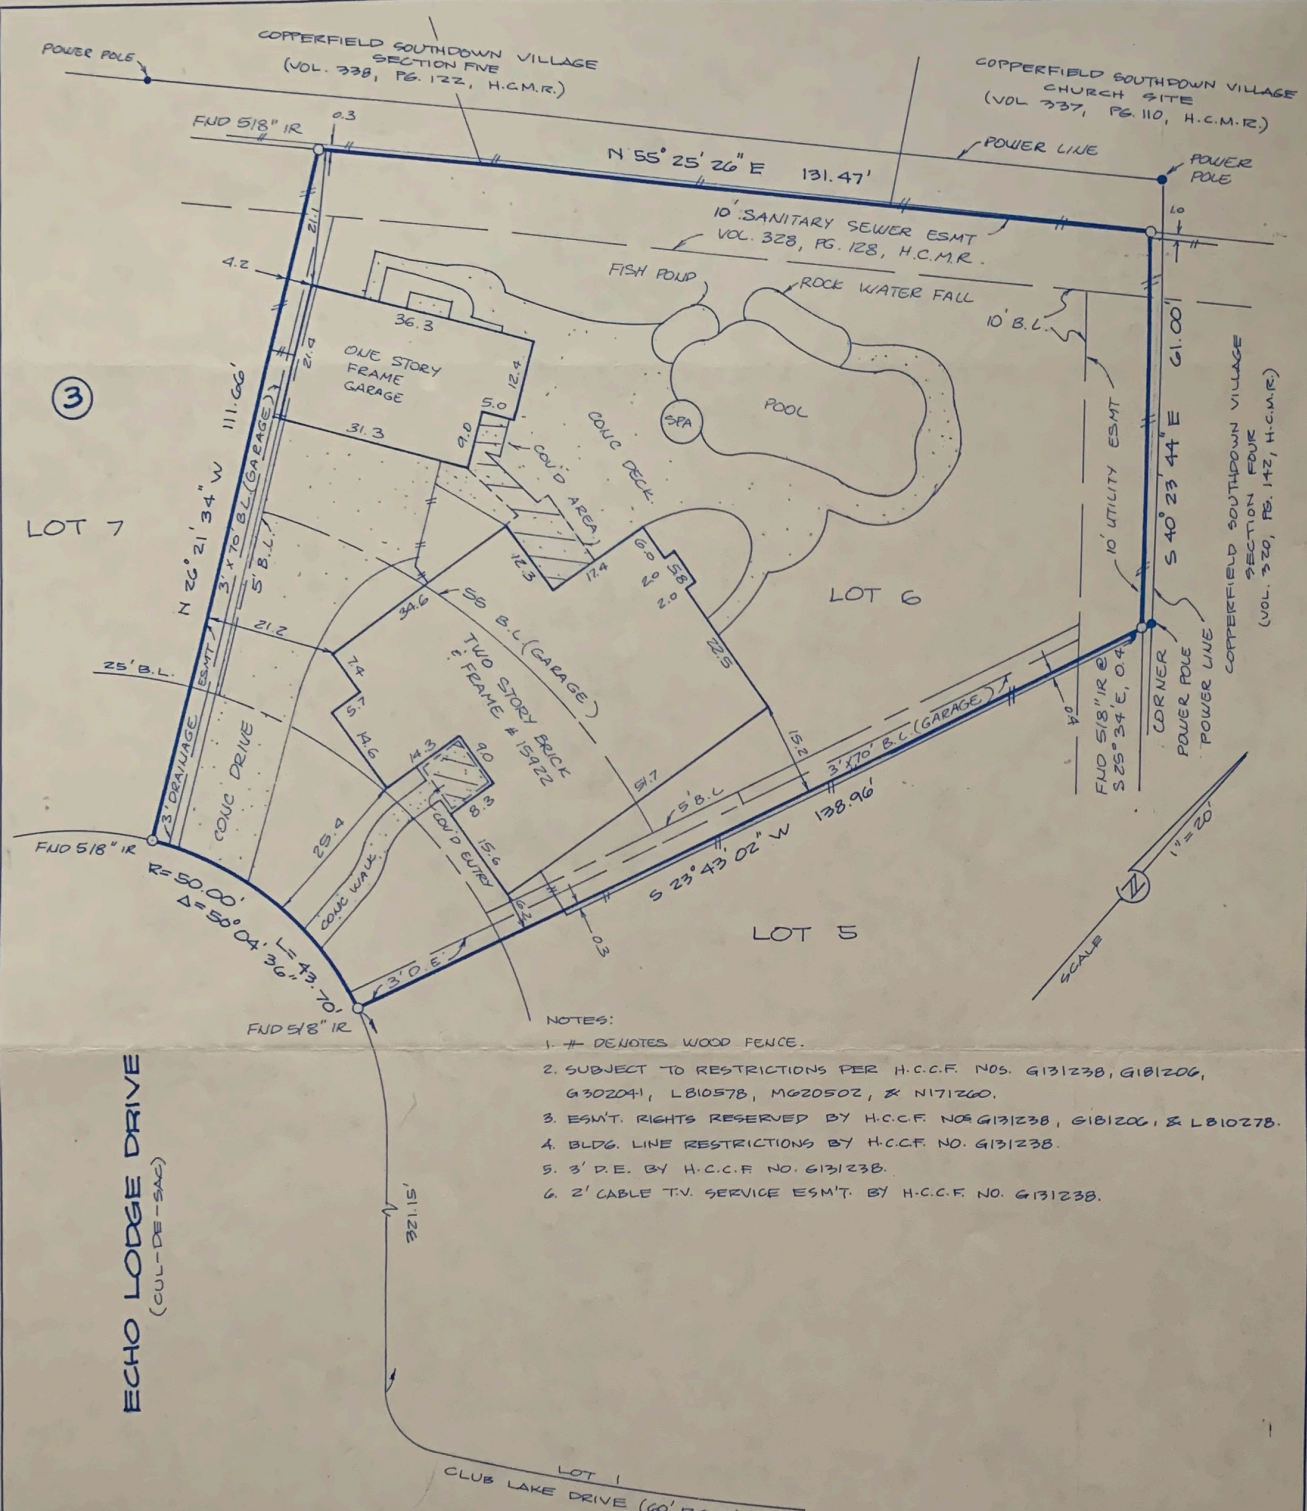 POWER POLE
COPPERFIELD SOUTHDOWN VILLAGE
SECTION FIVE
(VOL. 338, PG. 122, H.C.M.R.)
COPPERFIELD SOUTHDOWN VILLAGE
CHURCH SITE
(VOL 337, PG. 110, H.C.M.R.)
FND 5/8" IR
0.3
N 55° 25' 26" E 131.47'
POWER LINE
POWER
POLE
10' SANITARY SEWER ESMT
VOL. 328, PG. 128, H.C.M.R.
1.0
21.1
4.2
FISH POND
ROCK WATER FALL
10' B.L.
61.00'
36.3
ONE STORY
FRAME
GARAGE
21.4
12.4
5.0
9.0
31.3
SPA
POOL
CONC DECK
COV'D AREA
3
111.66'
N 26° 21' 34" W
LOT 7
3' X 70' B.L. (GARAGE)
5' B.L.
10' UTILITY ESMT
S 40° 23' 44" E
COPPERFIELD SOUTHDOWN VILLAGE
SECTION FOUR
(VOL. 320, PG. 142, H.C.M.R.)
12.3
12.4
6.0
5.8
2.0
2.0
LOT 6
34.6
58 B.L. (GARAGE)
21.2
22.5
25' B.L.
ESMT
7.4
1.5
14.6
TWO STORY BRICK
& FRAME # 15922
4.3
9.0
8.3
51.7
15.2
3' X 70' B.L. (GARAGE)
0.4
FND 5/8" IR @
S 25° 34' E, 0.4
CORNER
POWER POLE
POWER LINE
3' DRAINAGE
CONC DRIVE
5' B.L.
138.96'
S 23° 43' 02" W
25.4
COV'D ENTRY
15.6
CONC WALK
6.2
0.3
FND 5/8" IR
R= 50.00'
Δ= 50° 04' 36"
L= 43.70'
3' D.E.
LOT 5
SCALE
N
1" = 20'
FND 5/8" IR
ECHO LODGE DRIVE
(CUL-DE-SAC)
NOTES:
1. # DENOTES WOOD FENCE.
2. SUBJECT TO RESTRICTIONS PER H.C.C.F. NOS. G131238, G181206,
G302041, L810578, M620502, & N171260.
3. ESM'T. RIGHTS RESERVED BY H.C.C.F. NOS G131238, G181206, & L810278.
4. BLDG. LINE RESTRICTIONS BY H.C.C.F. NO. G131238.
5. 3' D.E. BY H.C.C.F NO. G131238.
6. 2' CABLE T.V. SERVICE ESM'T. BY H.C.C.F. NO. G131238.
321.15'
LOT 1
CLUB LAKE DRIVE (60'